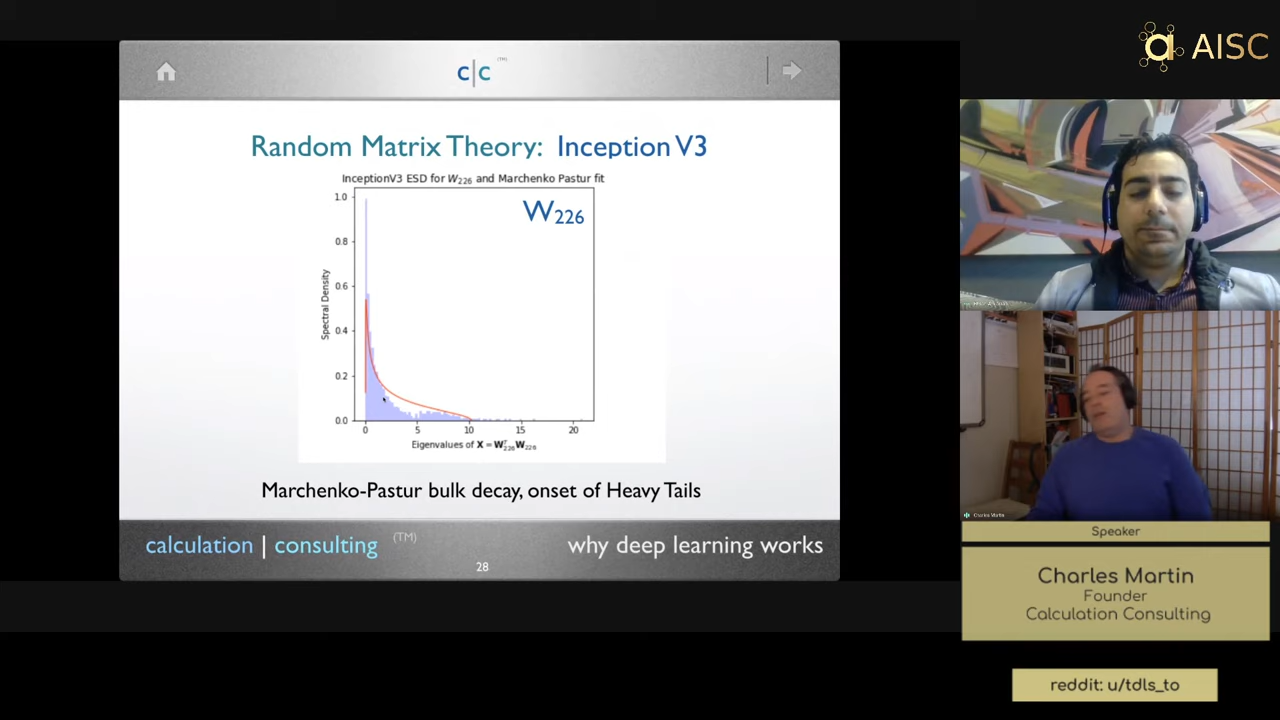 AISC
c|c
(TM)
Random Matrix Theory: Inception V3
InceptionV3 ESD for W226 and Marchenko Pastur fit
W226
1.0
0.8
0.6
0.4
0.2
0.0
Spectral Density
0 5 10 15 20
Eigenvalues of X = W226ᵀW226
Marchenko-Pastur bulk decay, onset of Heavy Tails
calculation | consulting (TM)
why deep learning works
28
Charles Martin
Speaker
Charles Martin
Founder
Calculation Consulting
reddit: u/tdls_to